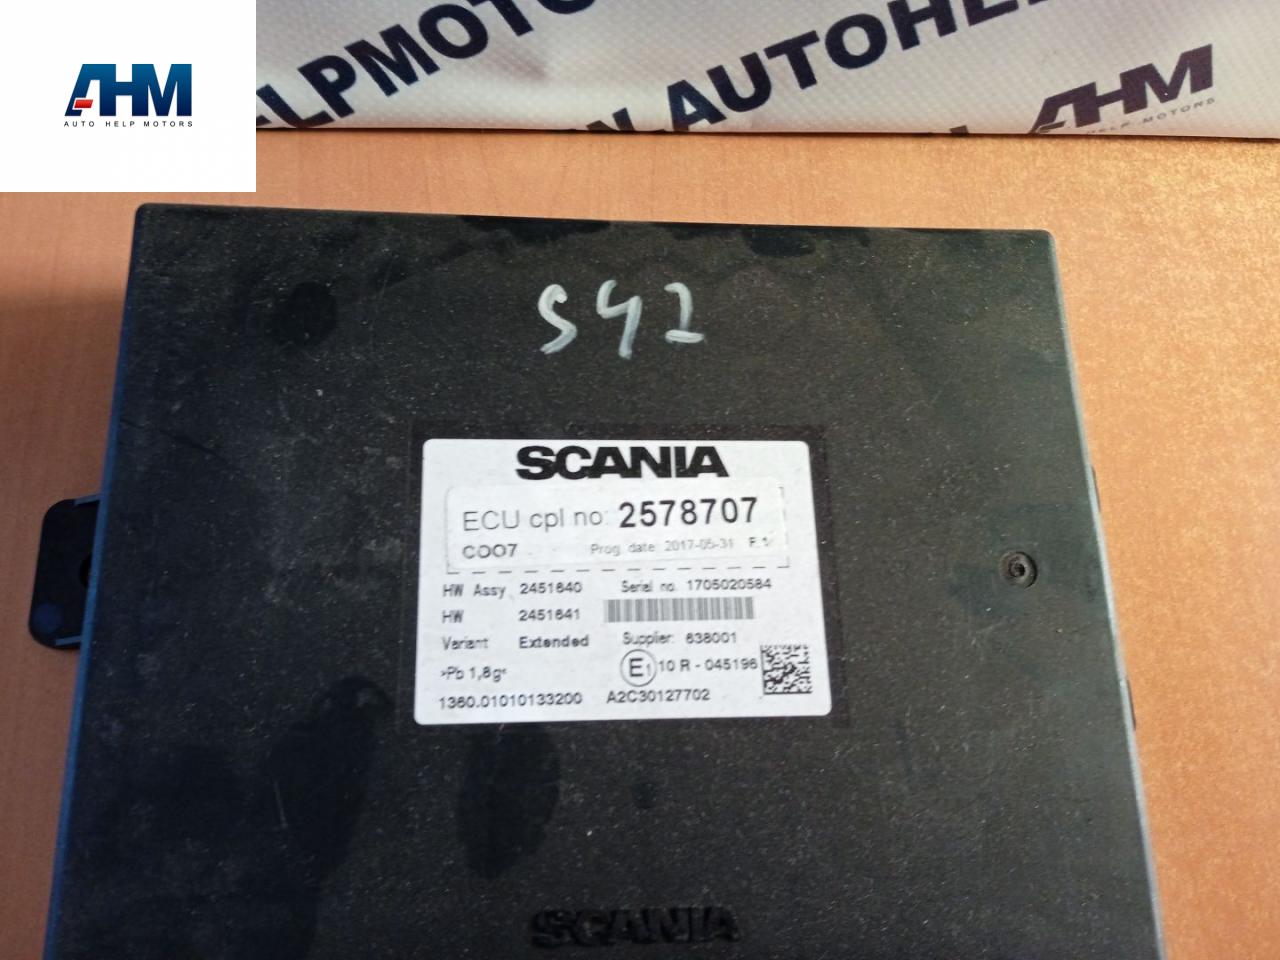 AHM
AUTO HELP MOTORS
HELPMOTO
AUTOHEL
AHM
HELP MOTORS
S42
SCANIA
ECU cpl no: 2578707
COO7 Prog. date: 2017-05-31
HW Assy 2451640 Serial no. 1705020584
HW 2451641
Variant Extended Supplier: 638001
>Pb 1,8g< E1 10 R - 045196
1360.01010133200 A2C30127702
SCANIA